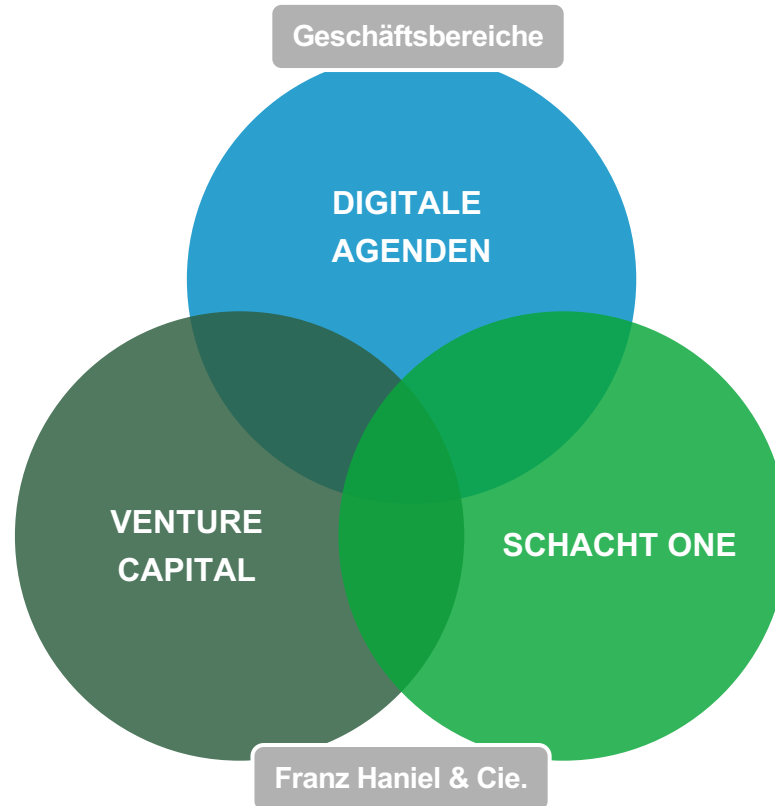 Geschäftsbereiche
DIGITALE
AGENDEN
VENTURE
CAPITAL
SCHACHT ONE
Franz Haniel & Cie.